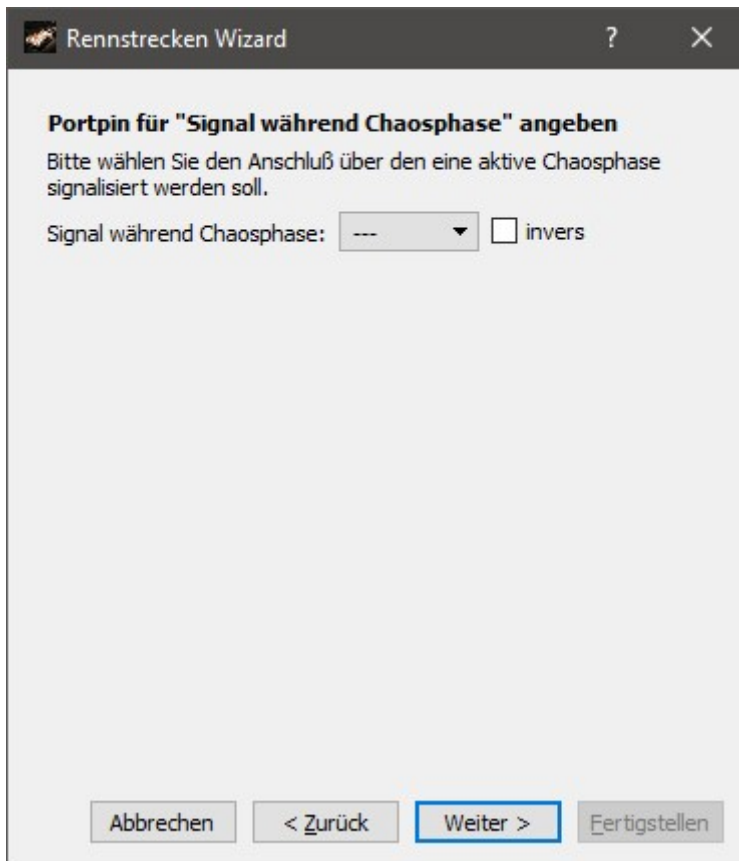 Rennstrecken Wizard ? ×
Portpin für "Signal während Chaosphase" angeben
Bitte wählen Sie den Anschluß über den eine aktive Chaosphase
signalisiert werden soll.
Signal während Chaosphase: --- invers
Abbrechen < Zurück Weiter > Fertigstellen